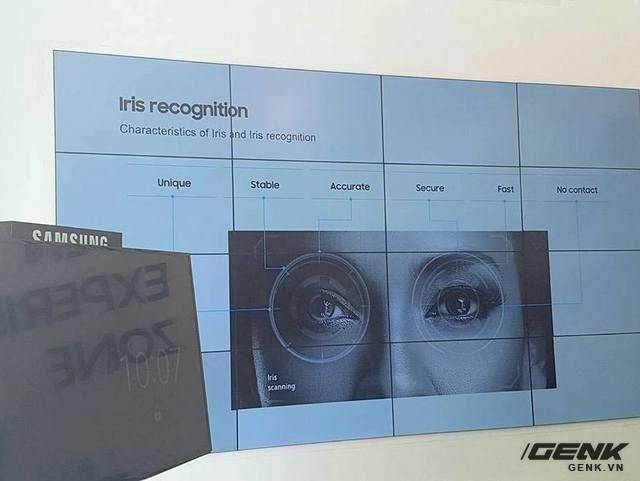 Iris recognition
Characteristics of Iris and Iris recognition
Unique
Stable
Accurate
Secure
Fast
No contact
SAMSUNG
EXPERI
ZONE
10:07
Iris
scanning
GENK
GENK.VN